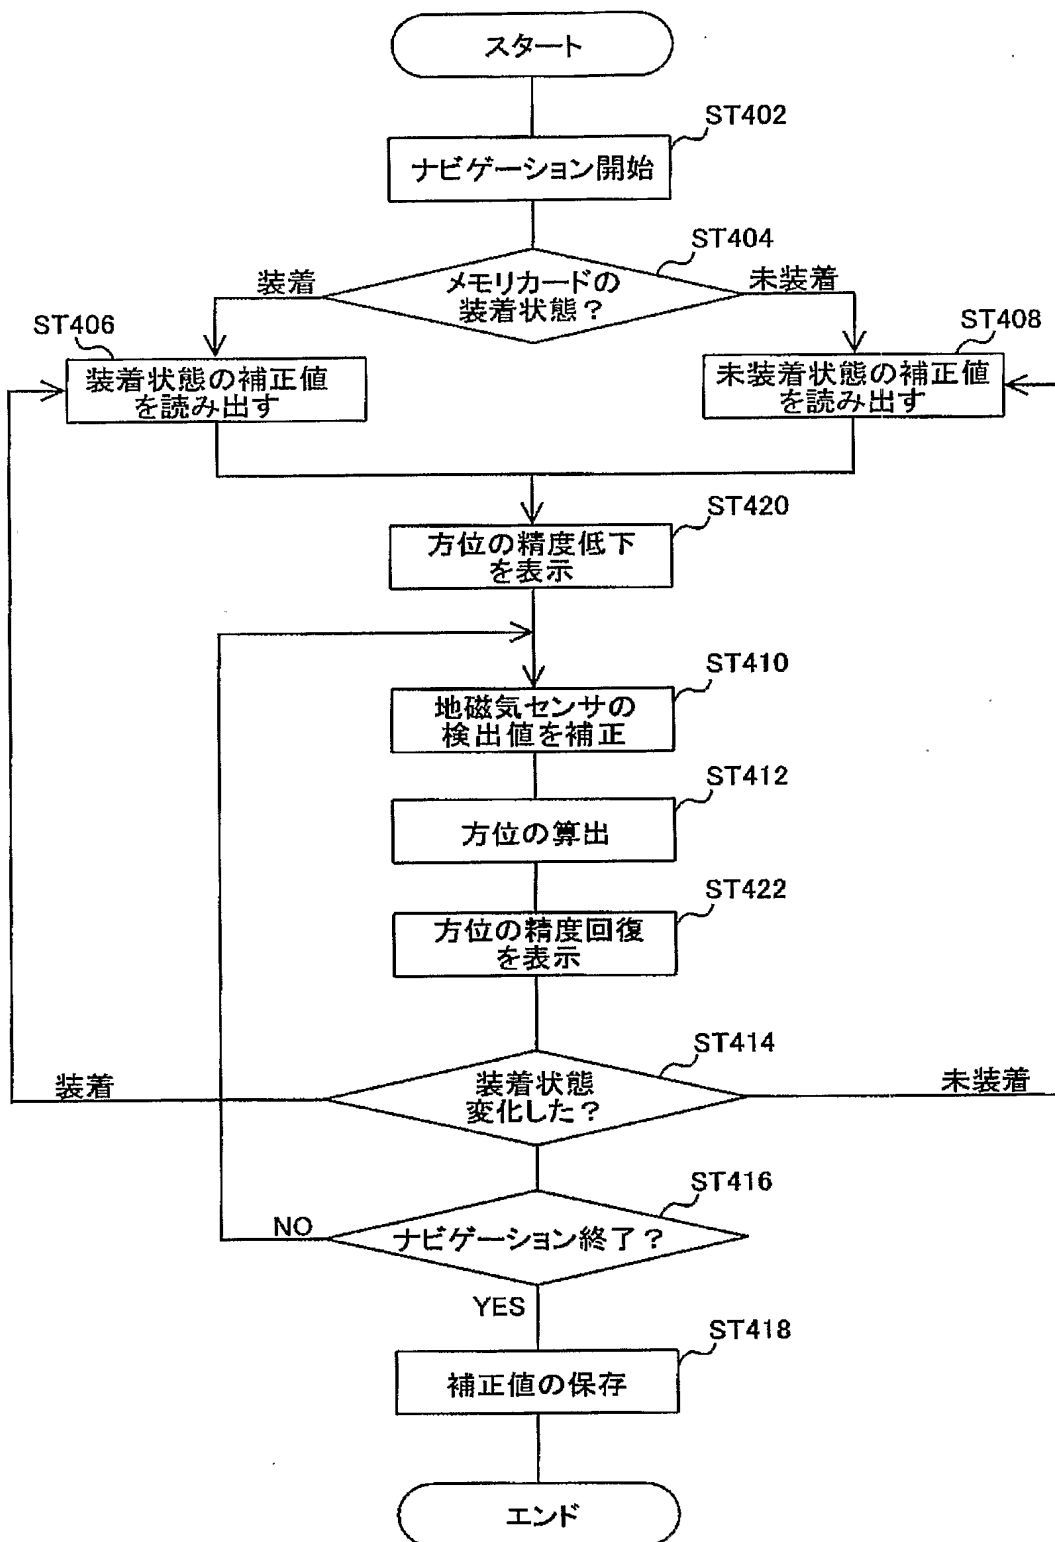 スタート
ST402
ナビゲーション開始
ST404
装着
メモリカードの
装着状態？
未装着
ST406
装着状態の補正値
を読み出す
ST408
未装着状態の補正値
を読み出す
ST420
方位の精度低下
を表示
ST410
地磁気センサの
検出値を補正
ST412
方位の算出
ST422
方位の精度回復
を表示
ST414
装着
装着状態
変化した？
未装着
ST416
NO
ナビゲーション終了？
YES
ST418
補正値の保存
エンド